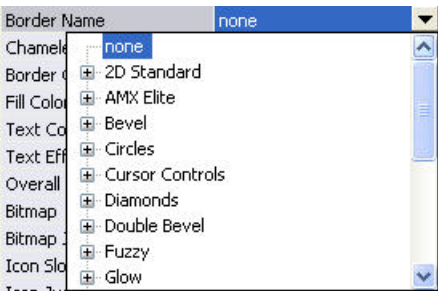 Border Name none
none
2D Standard
AMX Elite
Bevel
Circles
Cursor Controls
Diamonds
Double Bevel
Fuzzy
Glow
Chamele
Border
Fill Color
Text Co
Text Eff
Overall
Bitmap
Bitmap
Icon Slo